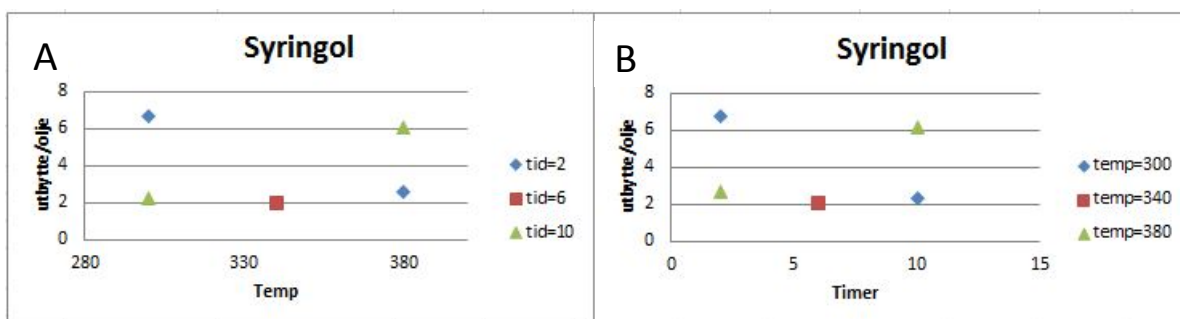 A
Syringol
utbytte/olje
8
6
4
2
0
280
330
380
Temp
tid=2
tid=6
tid=10
B
Syringol
utbytte/olje
8
6
4
2
0
0
5
10
15
Timer
temp=300
temp=340
temp=380